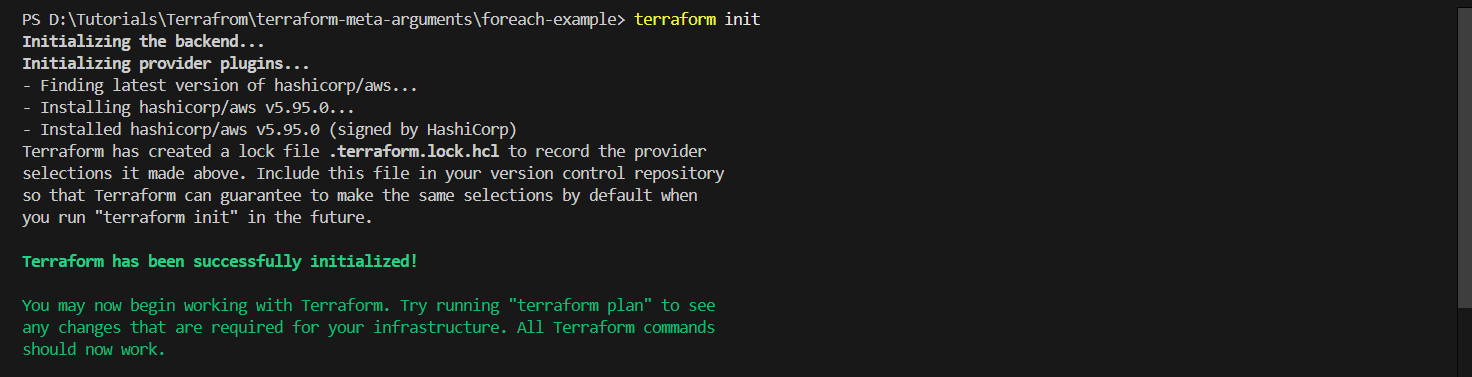 PS D:\Tutorials\Terrafrom\terraform-meta-arguments\foreach-example> terraform init
Initializing the backend...
Initializing provider plugins...
- Finding latest version of hashicorp/aws...
- Installing hashicorp/aws v5.95.0...
- Installed hashicorp/aws v5.95.0 (signed by HashiCorp)
Terraform has created a lock file .terraform.lock.hcl to record the provider
selections it made above. Include this file in your version control repository
so that Terraform can guarantee to make the same selections by default when
you run "terraform init" in the future.
Terraform has been successfully initialized!
You may now begin working with Terraform. Try running "terraform plan" to see
any changes that are required for your infrastructure. All Terraform commands
should now work.